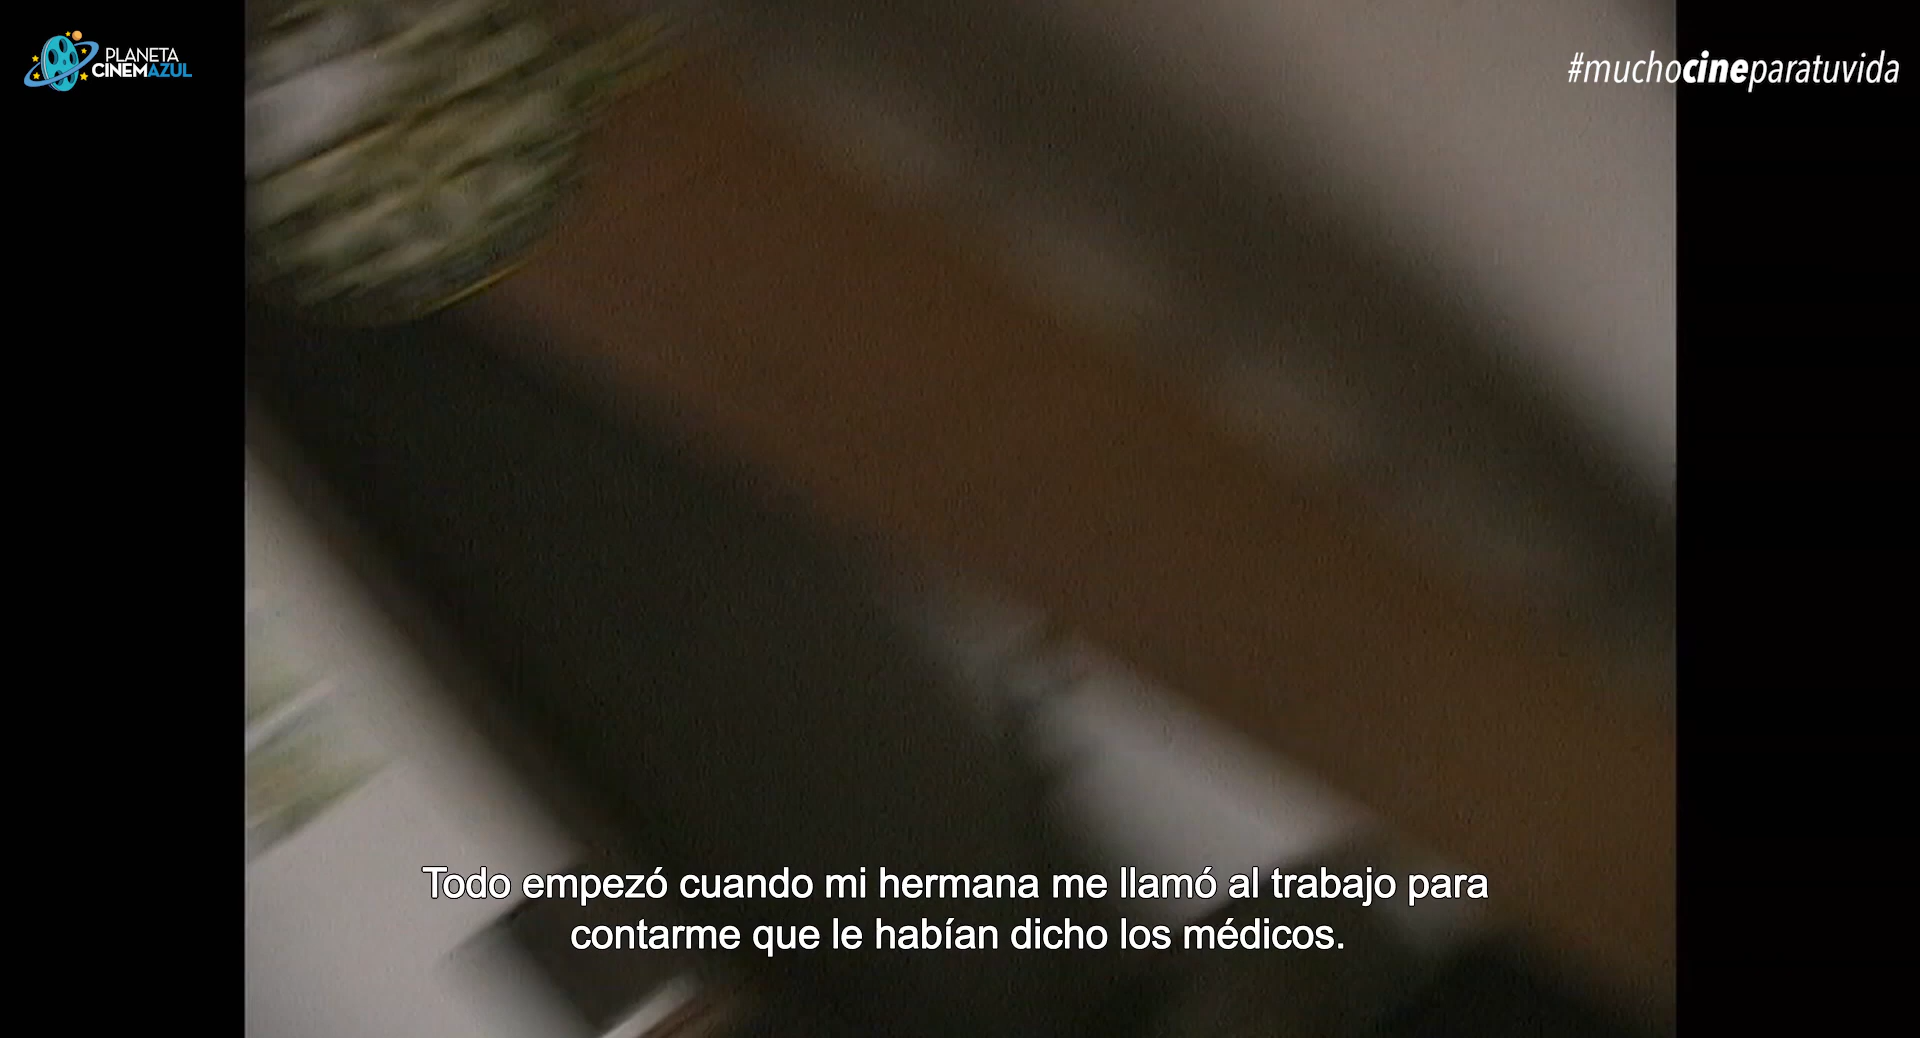 PLANETA
CINEMAZUL
#muchocineparatuvida
Todo empezó cuando mi hermana me llamó al trabajo para
contarme que le habían dicho los médicos.